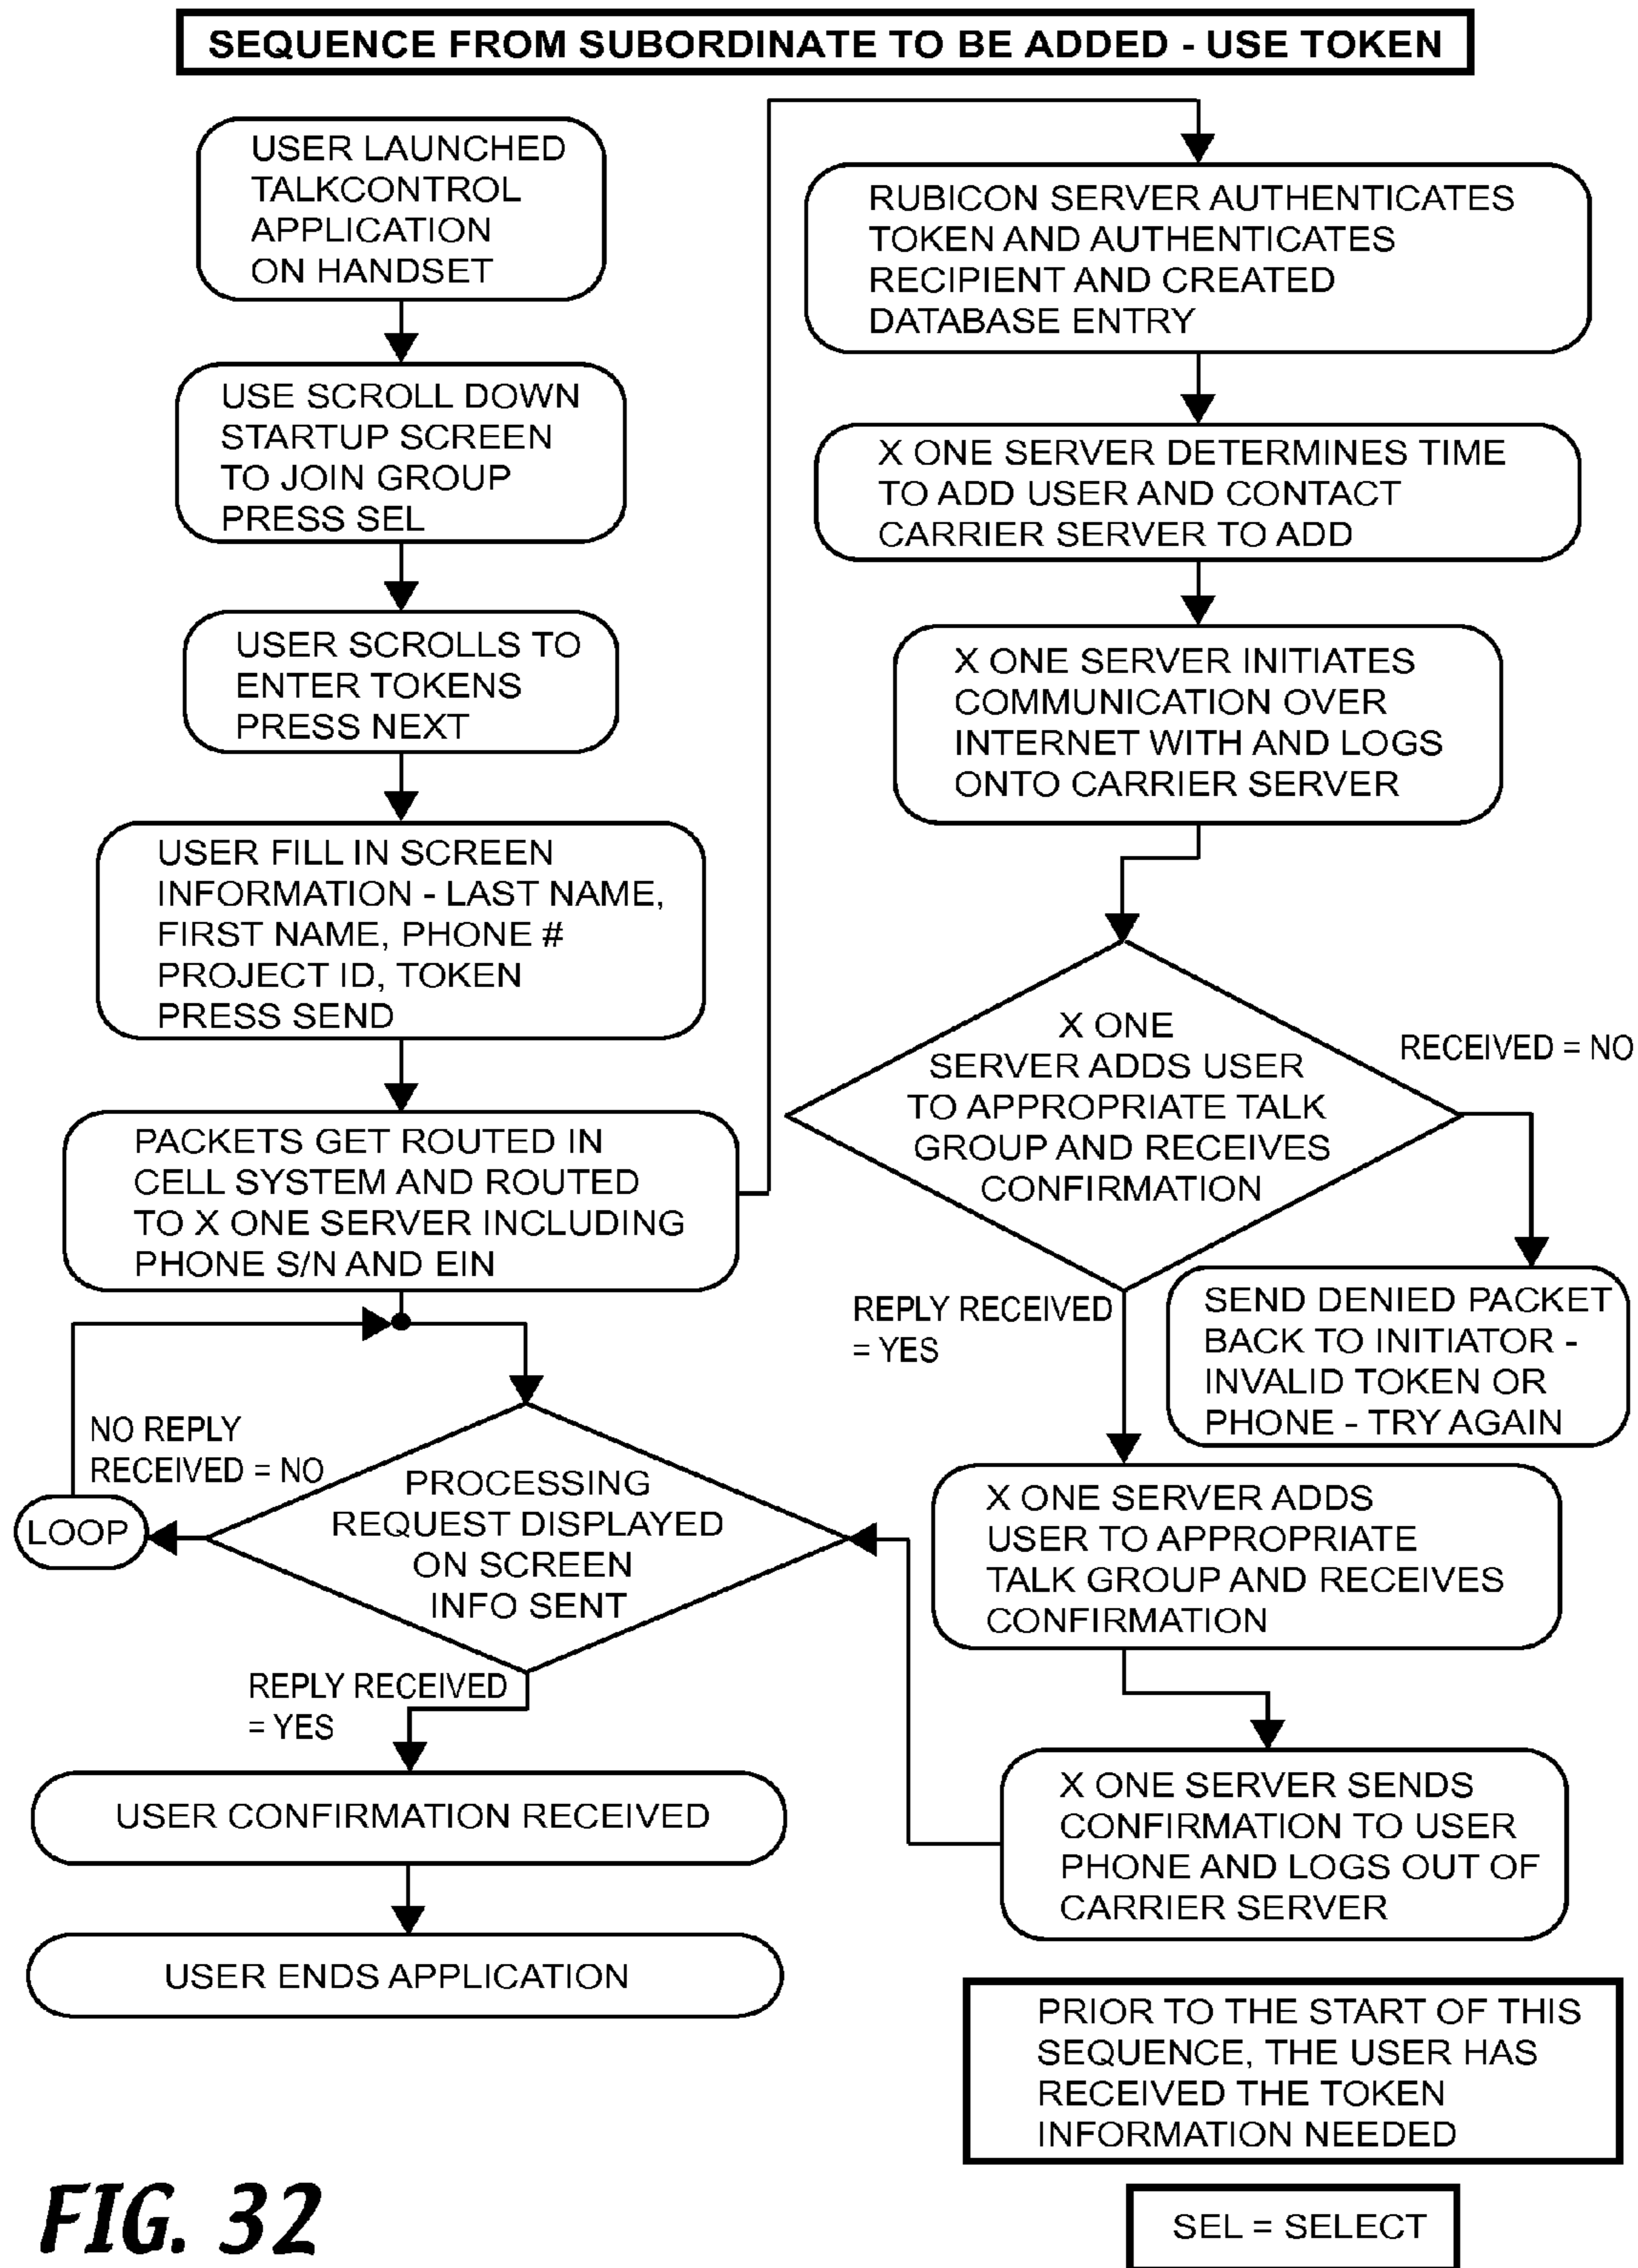 SEQUENCE FROM SUBORDINATE TO BE ADDED - USE TOKEN
USER LAUNCHED
TALKCONTROL
APPLICATION
ON HANDSET
USE SCROLL DOWN
STARTUP SCREEN
TO JOIN GROUP
PRESS SEL
USER SCROLLS TO
ENTER TOKENS
PRESS NEXT
USER FILL IN SCREEN
INFORMATION - LAST NAME,
FIRST NAME, PHONE #
PROJECT ID, TOKEN
PRESS SEND
PACKETS GET ROUTED IN
CELL SYSTEM AND ROUTED
TO X ONE SERVER INCLUDING
PHONE S/N AND EIN
NO REPLY
RECEIVED = NO
LOOP
PROCESSING
REQUEST DISPLAYED
ON SCREEN
INFO SENT
REPLY RECEIVED
= YES
USER CONFIRMATION RECEIVED
USER ENDS APPLICATION
RUBICON SERVER AUTHENTICATES
TOKEN AND AUTHENTICATES
RECIPIENT AND CREATED
DATABASE ENTRY
X ONE SERVER DETERMINES TIME
TO ADD USER AND CONTACT
CARRIER SERVER TO ADD
X ONE SERVER INITIATES
COMMUNICATION OVER
INTERNET WITH AND LOGS
ONTO CARRIER SERVER
X ONE
SERVER ADDS USER
TO APPROPRIATE TALK
GROUP AND RECEIVES
CONFIRMATION
RECEIVED = NO
SEND DENIED PACKET
BACK TO INITIATOR -
INVALID TOKEN OR
PHONE - TRY AGAIN
REPLY RECEIVED
= YES
X ONE SERVER ADDS
USER TO APPROPRIATE
TALK GROUP AND RECEIVES
CONFIRMATION
X ONE SERVER SENDS
CONFIRMATION TO USER
PHONE AND LOGS OUT OF
CARRIER SERVER
PRIOR TO THE START OF THIS
SEQUENCE, THE USER HAS
RECEIVED THE TOKEN
INFORMATION NEEDED
SEL = SELECT
FIG. 32